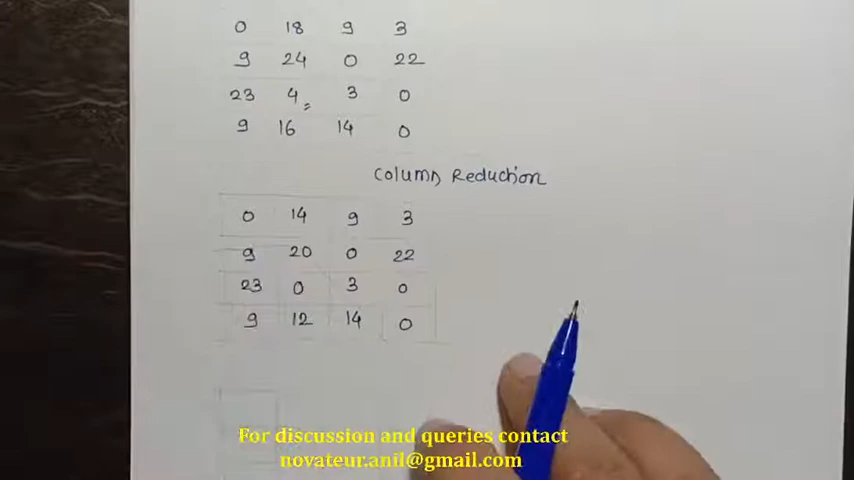 0 18 9 3
9 24 0 22
23 4 3 0
9 16 14 0
Column Reduction
0 14 9 3
9 20 0 22
23 0 3 0
9 12 14 0
For discussion and queries contact
novateur.anil@gmail.com